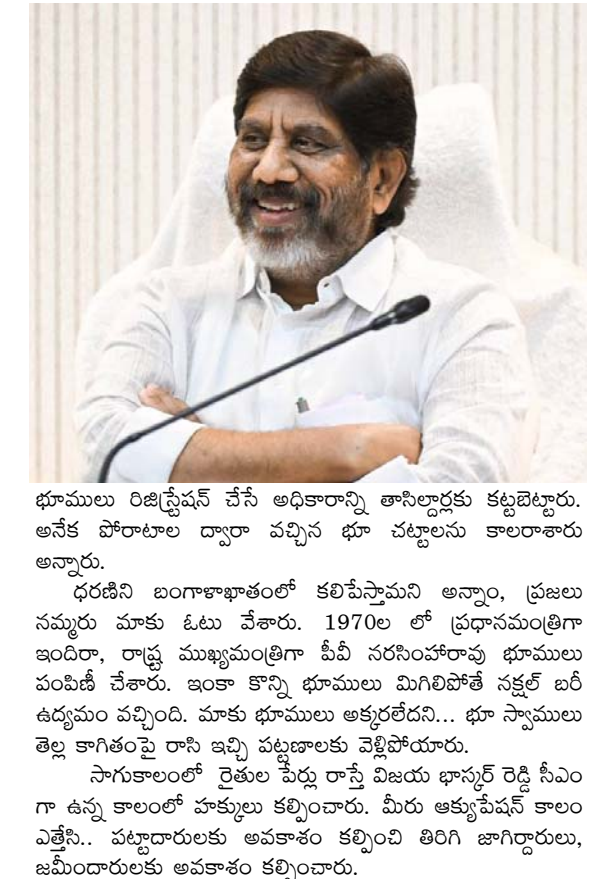 భూములు రిజిస్ట్రేషన్ చేసే అధికారాన్ని తాసిల్దార్లకు కట్టబెట్టారు.
అనేక పోరాటాల ద్వారా వచ్చిన భూ చట్టాలను కాలరాశారు
అన్నారు.
ధరణిని బంగాళాఖాతంలో కలిపేస్తామని అన్నాం, ప్రజలు
నమ్మరు మాకు ఓటు వేశారు. 1970ల లో ప్రధానమంత్రిగా
ఇందిరా, రాష్ట్ర ముఖ్యమంత్రిగా పీవీ నరసింహారావు భూములు
పంపిణీ చేశారు. ఇంకా కొన్ని భూములు మిగిలిపోతే నక్షల్ బరీ
ఉద్యమం వచ్చింది. మాకు భూములు అక్కరలేదని... భూ స్వాములు
తెల్ల కాగితంపై రాసి ఇచ్చి పట్టణాలకు వెళ్లిపోయారు.
సాగుకాలంలో రైతుల పేర్లు రాస్తే విజయ భాస్కర్ రెడ్డి సీఎం
గా ఉన్న కాలంలో హక్కులు కల్పించారు. మీరు ఆక్యుపేషన్ కాలం
ఎత్తేసి.. పట్టాదారులకు అవకాశం కల్పించి తిరిగి జాగిర్దారులు,
జమీందారులకు అవకాశం కల్పించారు.